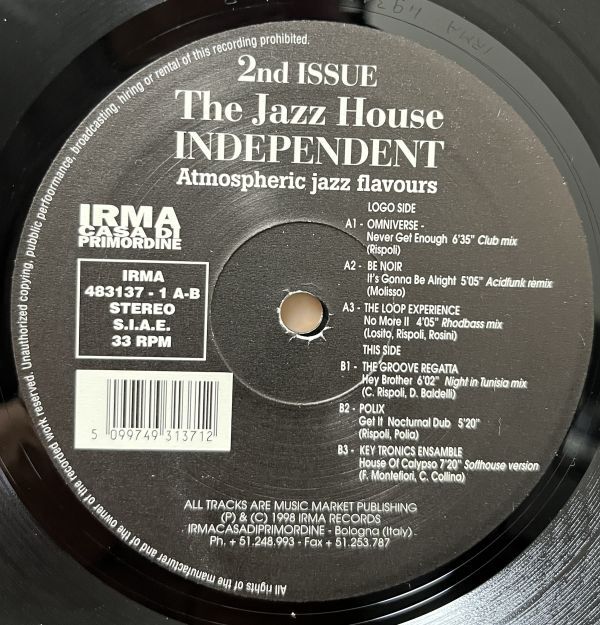 2nd ISSUE
The Jazz House
INDEPENDENT
Atmospheric jazz flavours
IRMA
CASA DI
PRIMORDINE
IRMA
483137 - 1 A-B
STEREO
S.I.A.E.
33 RPM
5 099749 313712
LOGO SIDE
A1 - OMNIVERSE -
Never Get Enough 6'35" Club mix
(Rispoli)
A2 - BE NOIR
It's Gonna Be Alright 5'05" Acidfunk remix
(Molisso)
A3 - THE LOOP EXPERIENCE
No More II 4'05" Rhodbass mix
(Losito, Rispoli, Rosini)
THIS SIDE
B1 - THE GROOVE REGATTA
Hey Brother 6'02" Night in Tunisia mix
(C. Rispoli, D. Baldelli)
B2 - POLIX
Get It Nocturnal Dub 5'20"
(Rispoli, Polia)
B3 - KEY TRONICS ENSAMBLE
House Of Calypso 7'20" Softhouse version
(F. Montefiori, C. Collina)
ALL TRACKS ARE MUSIC MARKET PUBLISHING
(P) & (C) 1998 IRMA RECORDS
IRMACASADIPRIMORDINE - Bologna (Italy)
Ph. + 51.248.993 - Fax + 51.253.787
All rights of the manufacturer and of the owner of the recorded work reserved. Unauthorized copying, pubblic perfoormance, broadcasting, hiring or rental of this recording prohibited.
IRMA